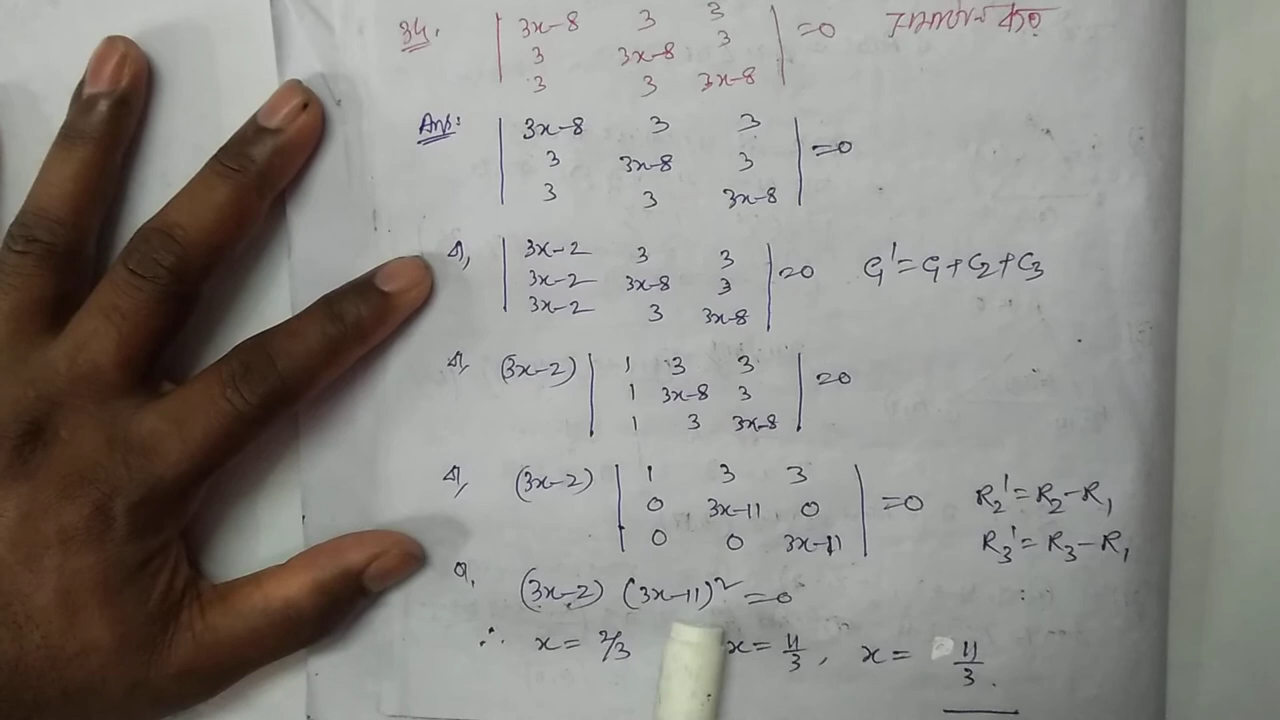 34. | 3x-8 3 3 | =0 সমাধান কর
| 3 3x-8 3 |
| 3 3 3x-8 |
Ans: | 3x-8 3 3 | =0
| 3 3x-8 3 |
| 3 3 3x-8 |
বা, | 3x-2 3 3 | =0 C₁'=C₁+C₂+C₃
| 3x-2 3x-8 3 |
| 3x-2 3 3x-8 |
বা, (3x-2) | 1 3 3 | =0
| 1 3x-8 3 |
| 1 3 3x-8 |
বা, (3x-2) | 1 3 3 | =0 R₂'=R₂-R₁
| 0 3x-11 0 |
| 0 0 3x-11 | R₃'=R₃-R₁
বা, (3x-2) (3x-11)²=0
∴ x= 2/3 x= 11/3, x= 11/3.